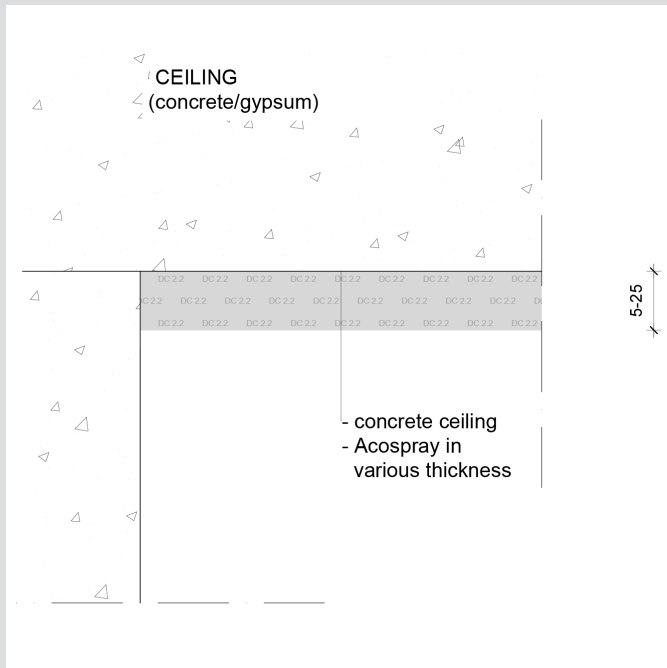 CEILING
(concrete/gypsum)
DC 2.2 DC 2.2 DC 2.2 DC 2.2 DC 2.2 DC 2.2 DC 2.2 DC 2.2 DC 2.2
DC 2.2 DC 2.2 DC 2.2 DC 2.2 DC 2.2 DC 2.2 DC 2.2 DC 2.2 DC 2.2
DC 2.2 DC 2.2 DC 2.2 DC 2.2 DC 2.2 DC 2.2 DC 2.2 DC 2.2 DC 2.2
5-25
- concrete ceiling
- Acospray in
various thickness